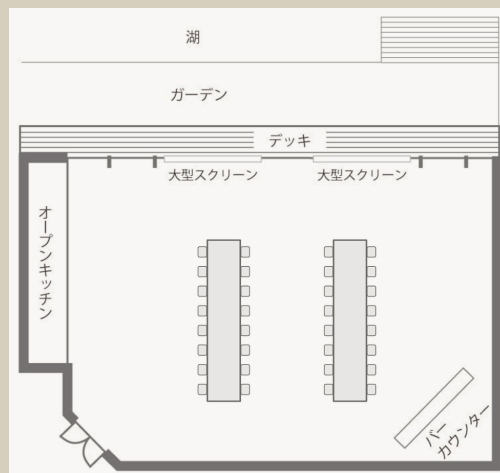 湖
ガーデン
デッキ
大型スクリーン
大型スクリーン
オープンキッチン
バー
カウンター